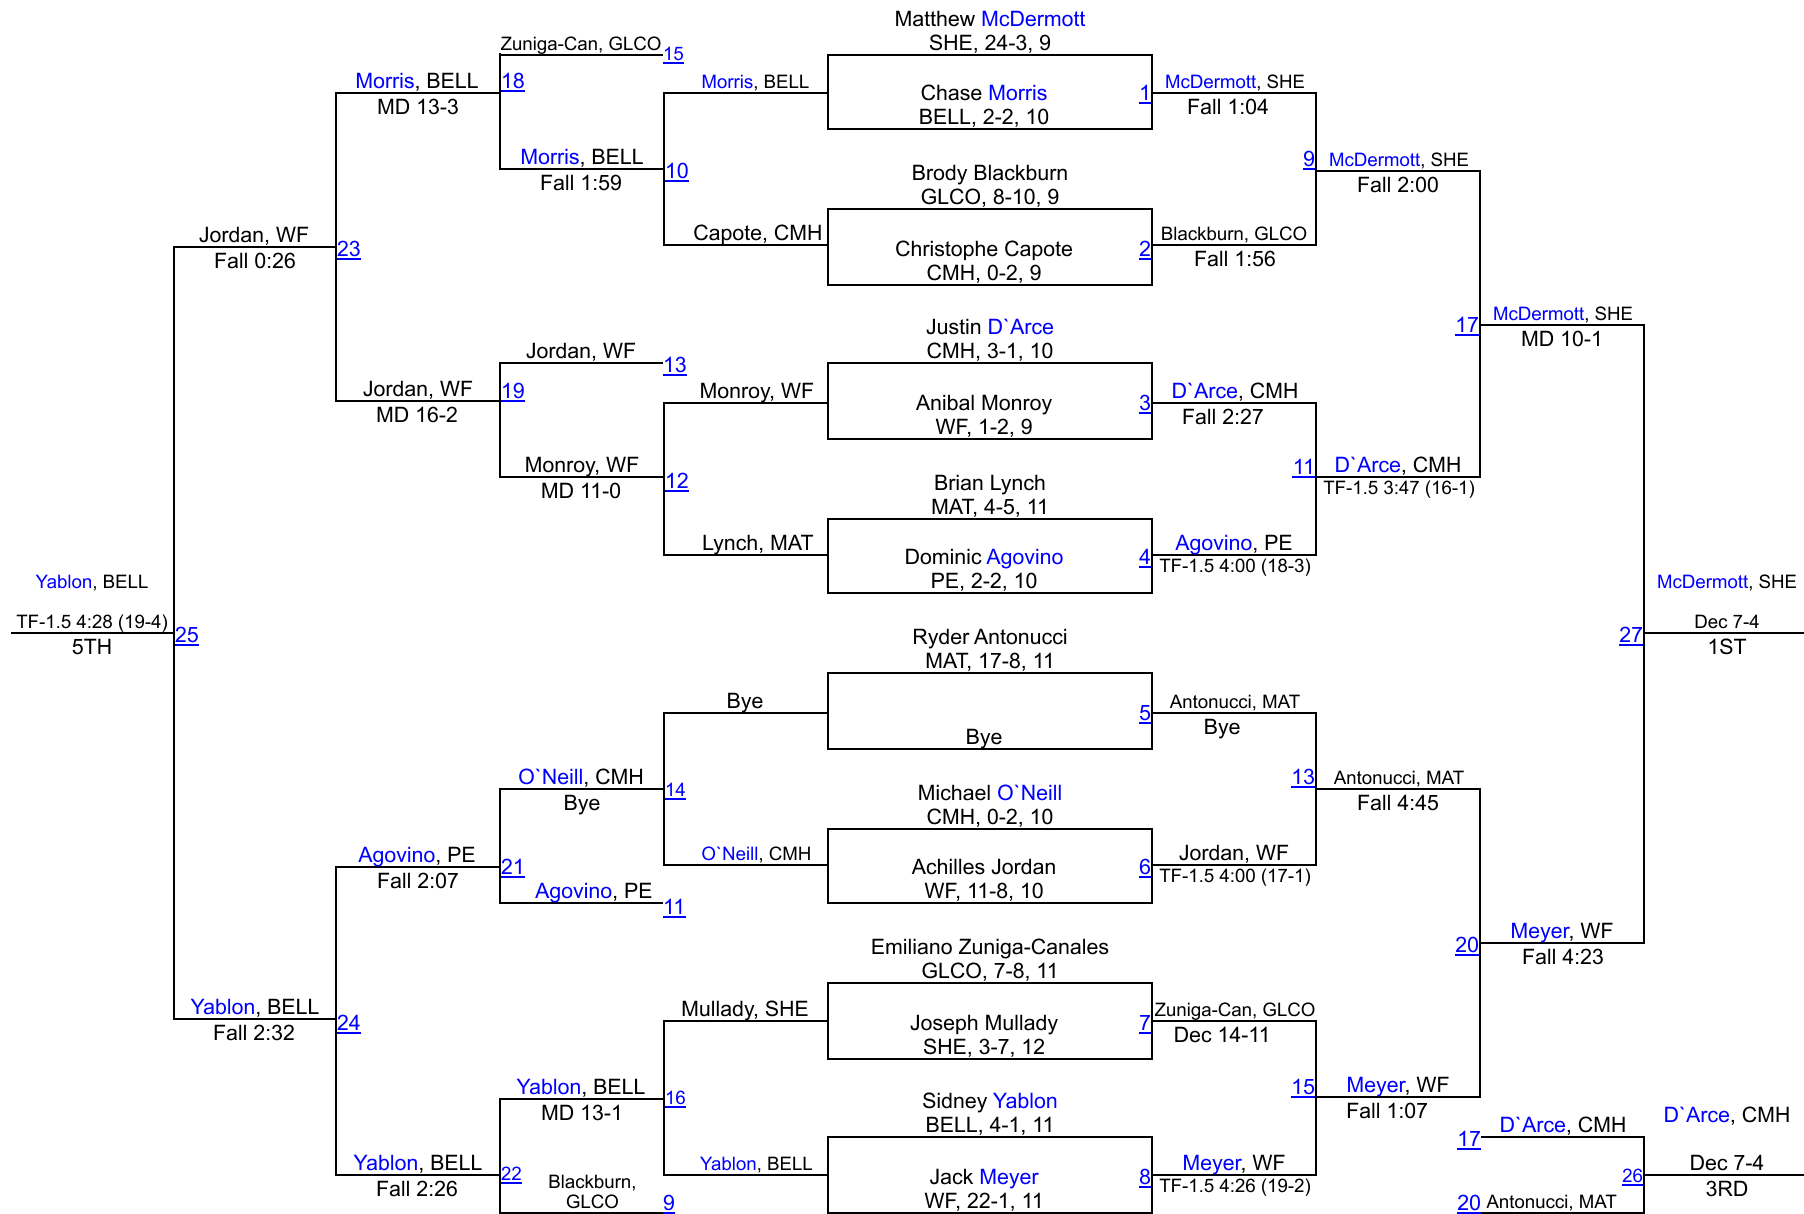 Matthew McDermott
SHE, 24-3, 9
Chase Morris
BELL, 2-2, 10
1
Brody Blackburn
GLCO, 8-10, 9
Christophe Capote
CMH, 0-2, 9
2
Justin D`Arce
CMH, 3-1, 10
Anibal Monroy
WF, 1-2, 9
3
Brian Lynch
MAT, 4-5, 11
Dominic Agovino
PE, 2-2, 10
4
Ryder Antonucci
MAT, 17-8, 11
Bye
5
Michael O`Neill
CMH, 0-2, 10
Achilles Jordan
WF, 11-8, 10
6
Emiliano Zuniga-Canales
GLCO, 7-8, 11
Joseph Mullady
SHE, 3-7, 12
7
Sidney Yablon
BELL, 4-1, 11
Jack Meyer
WF, 22-1, 11
8
McDermott, SHE
Fall 1:04
9
Blackburn, GLCO
Fall 1:56
D`Arce, CMH
Fall 2:27
11
Agovino, PE
TF-1.5 4:00 (18-3)
Antonucci, MAT
Bye
13
Jordan, WF
TF-1.5 4:00 (17-1)
Zuniga-Can, GLCO
Dec 14-11
15
Meyer, WF
TF-1.5 4:26 (19-2)
McDermott, SHE
Fall 2:00
17
D`Arce, CMH
TF-1.5 3:47 (16-1)
Antonucci, MAT
Fall 4:45
20
Meyer, WF
Fall 1:07
McDermott, SHE
MD 10-1
27
Meyer, WF
Fall 4:23
McDermott, SHE
Dec 7-4
1ST
17
D`Arce, CMH
26
20
Antonucci, MAT
D`Arce, CMH
Dec 7-4
3RD
Morris, BELL
10
Capote, CMH
Monroy, WF
12
Lynch, MAT
Bye
14
O`Neill, CMH
Mullady, SHE
16
Yablon, BELL
Zuniga-Can, GLCO
15
18
Morris, BELL
Fall 1:59
Jordan, WF
13
19
Monroy, WF
MD 11-0
O`Neill, CMH
Bye
21
Agovino, PE
11
Yablon, BELL
MD 13-1
22
Blackburn,
GLCO
9
Morris, BELL
MD 13-3
23
Jordan, WF
MD 16-2
Agovino, PE
Fall 2:07
24
Yablon, BELL
Fall 2:26
Jordan, WF
Fall 0:26
25
Yablon, BELL
Fall 2:32
Yablon, BELL
TF-1.5 4:28 (19-4)
5TH